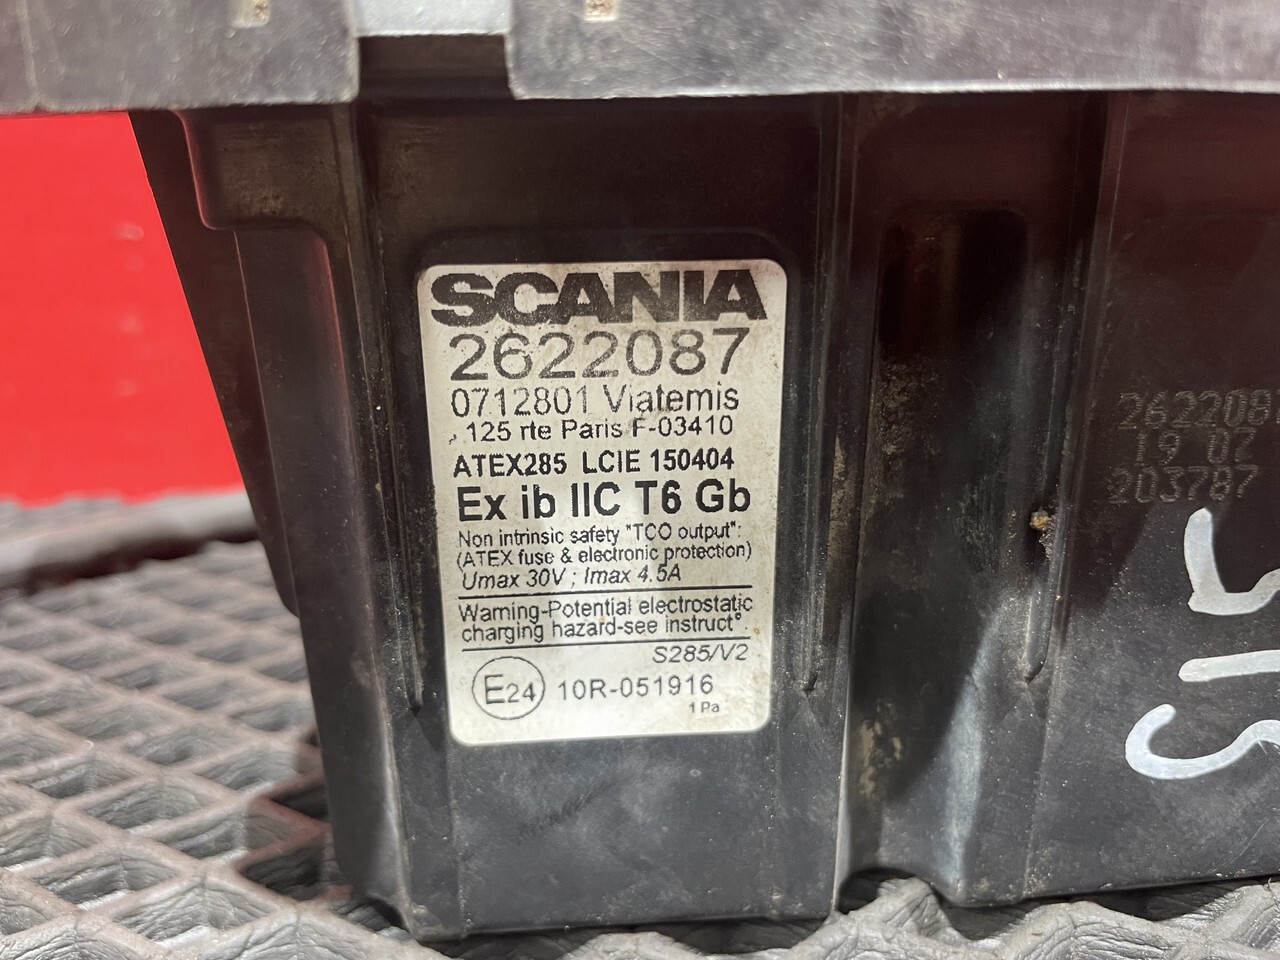 SCANIA
2622087
0712801 Viatemis
125 rte Paris F-03410
ATEX285 LCIE 150404
Ex ib IIC T6 Gb
Non intrinsic safety "TCO output":
(ATEX fuse & electronic protection)
Umax 30V ; Imax 4.5A
Warning-Potential electrostatic
charging hazard-see instruct°.
S285/V2
E24 10R-051916
1 Pa
262208
19 02
203787